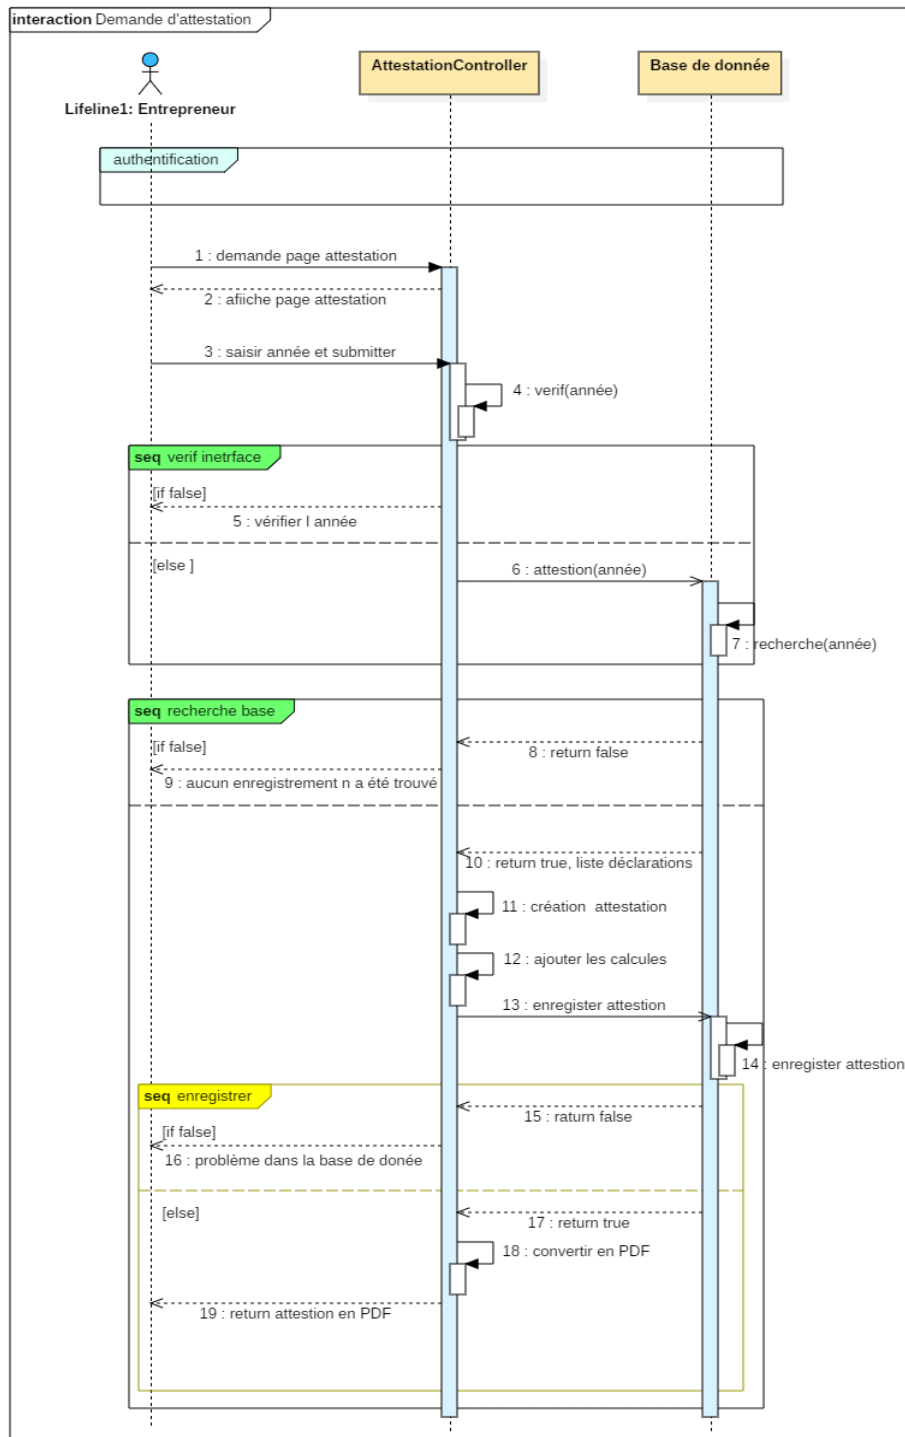 interaction Demande d'attestation
Lifeline1: Entrepreneur
AttestationController
Base de donnée
authentification
1 : demande page attestation
2 : afiiche page attestation
3 : saisir année et submitter
4 : verif(année)
seq verif inetrface
[if false]
5 : vérifier l année
[else ]
6 : attestion(année)
7 : recherche(année)
seq recherche base
[if false]
8 : return false
9 : aucun enregistrement n a été trouvé
10 : return true, liste déclarations
11 : création  attestation
12 : ajouter les calcules
13 : enregister attestion
14 : enregister attestion
seq enregistrer
15 : raturn false
[if false]
16 : problème dans la base de donée
[else]
17 : return true
18 : convertir en PDF
19 : return attestion en PDF